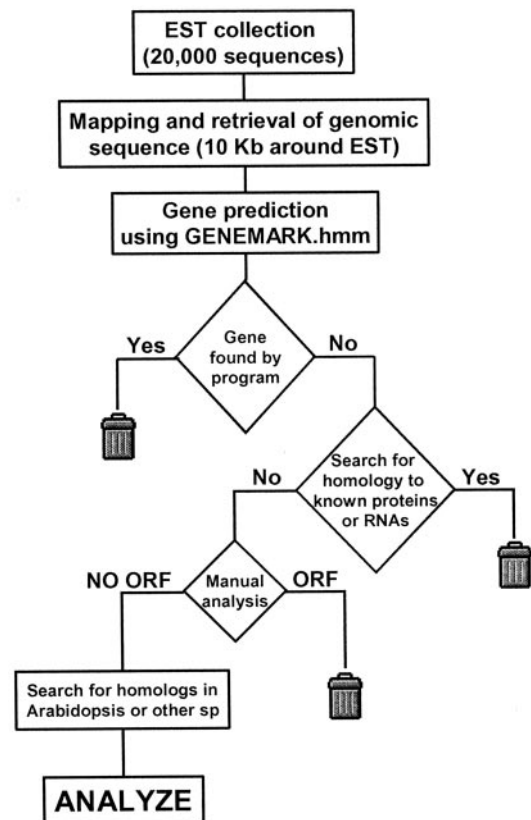 EST collection
(20,000 sequences)
Mapping and retrieval of genomic
sequence (10 Kb around EST)
Gene prediction
using GENEMARK.hmm
Yes
Gene
found by
program
No
No
Search for
homology to
known proteins
or RNAs
Yes
NO ORF
Manual
analysis
ORF
Search for homologs in
Arabidopsis or other sp
ANALYZE